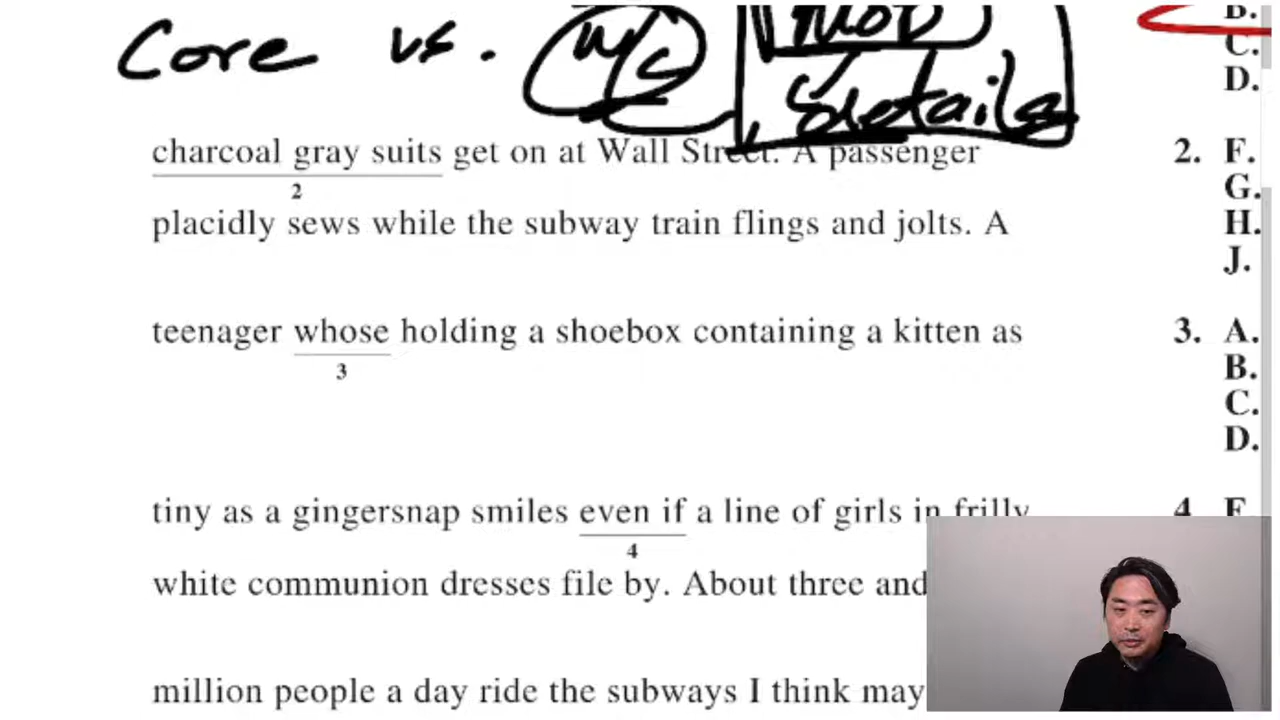 B.
Core vs. W/C Mod
C.
Details
D.
charcoal gray suits get on at Wall Street. A passenger 2. F.
2 G.
placidly sews while the subway train flings and jolts. A H.
J.
teenager whose holding a shoebox containing a kitten as 3. A.
3 B.
C.
D.
tiny as a gingersnap smiles even if a line of girls in frilly 4 F
4
white communion dresses file by. About three and
million people a day ride the subways I think may